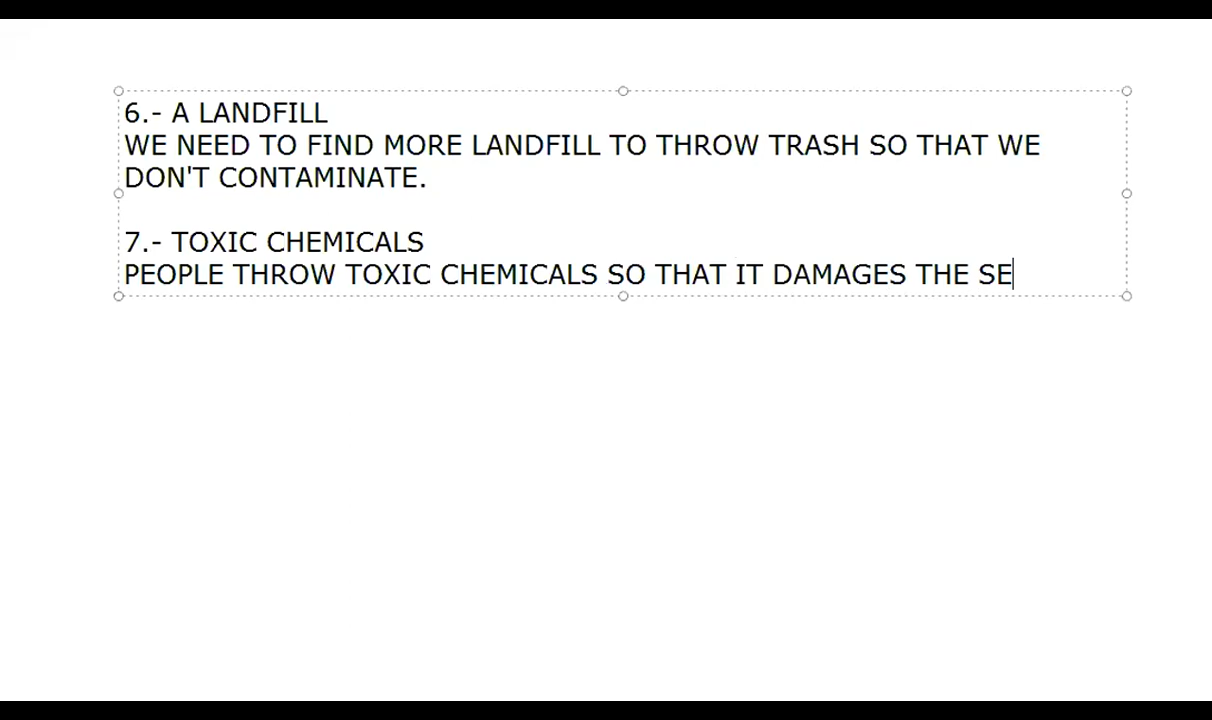 6.- A LANDFILL
WE NEED TO FIND MORE LANDFILL TO THROW TRASH SO THAT WE
DON'T CONTAMINATE.
7.- TOXIC CHEMICALS
PEOPLE THROW TOXIC CHEMICALS SO THAT IT DAMAGES THE SE